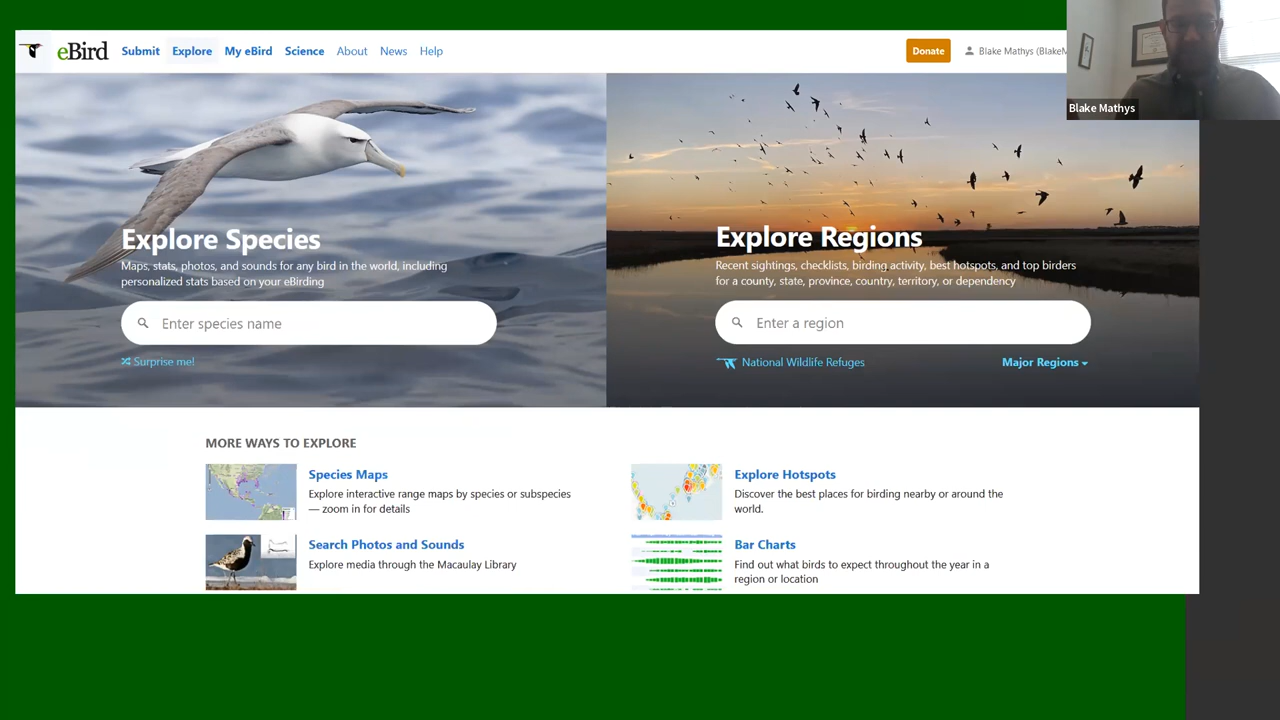 eBird Submit Explore My eBird Science About News Help Donate Blake Mathys (BlakeM
Blake Mathys
Explore Species
Maps, stats, photos, and sounds for any bird in the world, including
personalized stats based on your eBirding
Enter species name
Surprise me!
Explore Regions
Recent sightings, checklists, birding activity, best hotspots, and top birders
for a county, state, province, country, territory, or dependency
Enter a region
National Wildlife Refuges Major Regions
MORE WAYS TO EXPLORE
Species Maps
Explore interactive range maps by species or subspecies
— zoom in for details
Explore Hotspots
Discover the best places for birding nearby or around the
world.
Search Photos and Sounds
Explore media through the Macaulay Library
Bar Charts
Find out what birds to expect throughout the year in a
region or location